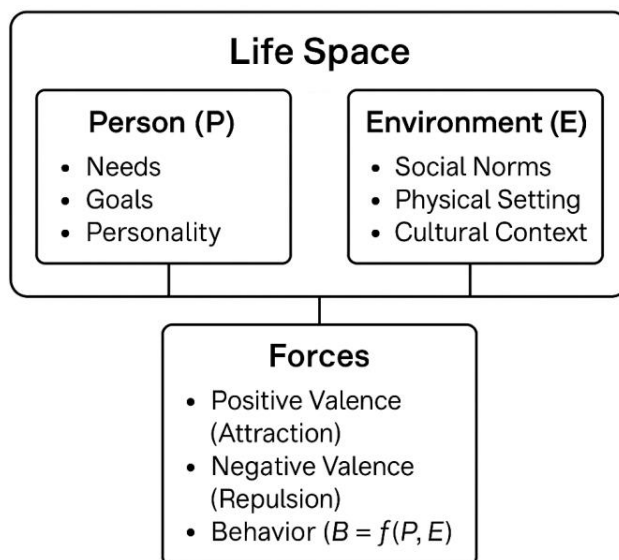 Life Space
Person (P)
• Needs
• Goals
• Personality
Environment (E)
• Social Norms
• Physical Setting
• Cultural Context
Forces
• Positive Valence
(Attraction)
• Negative Valence
(Repulsion)
• Behavior (B = f(P, E)